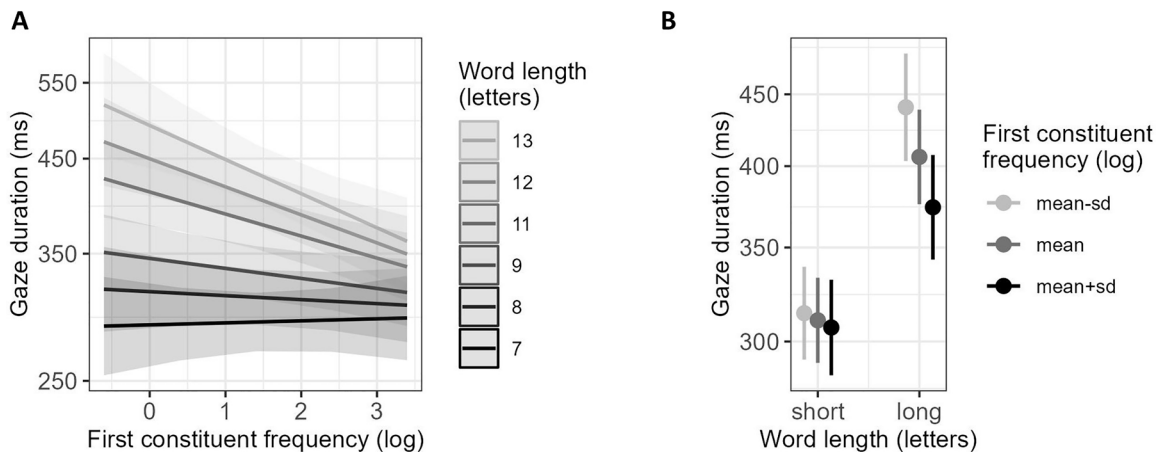 A
Gaze duration (ms)
550
450
350
250
0 1 2 3
First constituent frequency (log)
Word length
(letters)
13
12
11
9
8
7
B
Gaze duration (ms)
450
400
350
300
short long
Word length (letters)
First constituent
frequency (log)
mean-sd
mean
mean+sd